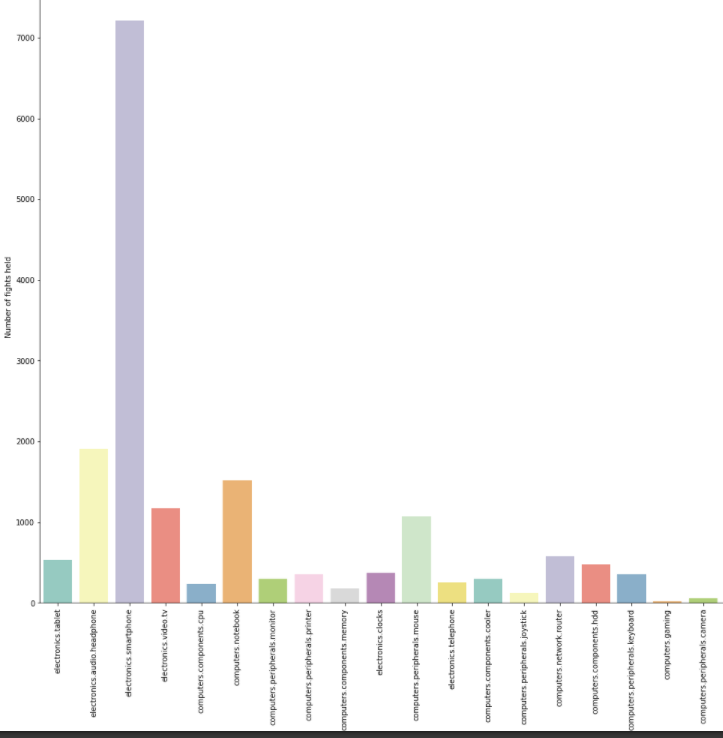 7000
6000
5000
4000
3000
2000
1000
0
Number of fights held
electronics.tablet
electronics.audio.headphone
electronics.smartphone
electronics.video.tv
computers.components.cpu
computers.notebook
computers.peripherals.monitor
computers.peripherals.printer
computers.components.memory
electronics.clocks
computers.peripherals.mouse
electronics.telephone
computers.components.cooler
computers.peripherals.joystick
computers.network.router
computers.components.hdd
computers.peripherals.keyboard
computers.gaming
computers.peripherals.camera